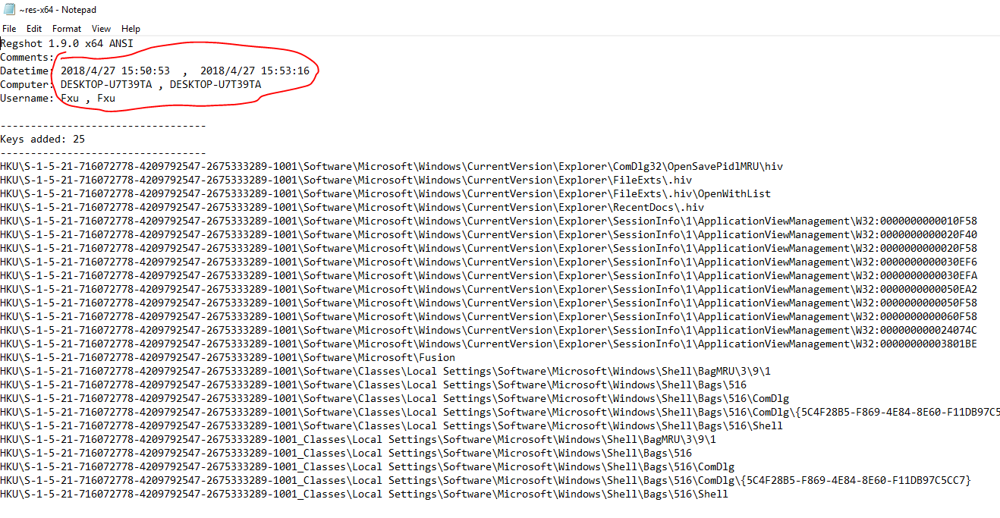 ~res-x64 - Notepad
File Edit Format View Help
Regshot 1.9.0 x64 ANSI
Comments:
Datetime: 2018/4/27 15:50:53 , 2018/4/27 15:53:16
Computer: DESKTOP-U7T39TA , DESKTOP-U7T39TA
Username: Fxu , Fxu
----------------------------------
Keys added: 25
----------------------------------
HKU\S-1-5-21-716072778-4209792547-2675333289-1001\Software\Microsoft\Windows\CurrentVersion\Explorer\ComDlg32\OpenSavePidlMRU\hiv
HKU\S-1-5-21-716072778-4209792547-2675333289-1001\Software\Microsoft\Windows\CurrentVersion\Explorer\FileExts\.hiv
HKU\S-1-5-21-716072778-4209792547-2675333289-1001\Software\Microsoft\Windows\CurrentVersion\Explorer\FileExts\.hiv\OpenWithList
HKU\S-1-5-21-716072778-4209792547-2675333289-1001\Software\Microsoft\Windows\CurrentVersion\Explorer\RecentDocs\.hiv
HKU\S-1-5-21-716072778-4209792547-2675333289-1001\Software\Microsoft\Windows\CurrentVersion\Explorer\SessionInfo\1\ApplicationViewManagement\W32:0000000000010F58
HKU\S-1-5-21-716072778-4209792547-2675333289-1001\Software\Microsoft\Windows\CurrentVersion\Explorer\SessionInfo\1\ApplicationViewManagement\W32:0000000000020F40
HKU\S-1-5-21-716072778-4209792547-2675333289-1001\Software\Microsoft\Windows\CurrentVersion\Explorer\SessionInfo\1\ApplicationViewManagement\W32:0000000000020F58
HKU\S-1-5-21-716072778-4209792547-2675333289-1001\Software\Microsoft\Windows\CurrentVersion\Explorer\SessionInfo\1\ApplicationViewManagement\W32:0000000000030EF6
HKU\S-1-5-21-716072778-4209792547-2675333289-1001\Software\Microsoft\Windows\CurrentVersion\Explorer\SessionInfo\1\ApplicationViewManagement\W32:0000000000030EFA
HKU\S-1-5-21-716072778-4209792547-2675333289-1001\Software\Microsoft\Windows\CurrentVersion\Explorer\SessionInfo\1\ApplicationViewManagement\W32:0000000000050EA2
HKU\S-1-5-21-716072778-4209792547-2675333289-1001\Software\Microsoft\Windows\CurrentVersion\Explorer\SessionInfo\1\ApplicationViewManagement\W32:0000000000050F58
HKU\S-1-5-21-716072778-4209792547-2675333289-1001\Software\Microsoft\Windows\CurrentVersion\Explorer\SessionInfo\1\ApplicationViewManagement\W32:0000000000060F58
HKU\S-1-5-21-716072778-4209792547-2675333289-1001\Software\Microsoft\Windows\CurrentVersion\Explorer\SessionInfo\1\ApplicationViewManagement\W32:000000000024074C
HKU\S-1-5-21-716072778-4209792547-2675333289-1001\Software\Microsoft\Windows\CurrentVersion\Explorer\SessionInfo\1\ApplicationViewManagement\W32:00000000003801BE
HKU\S-1-5-21-716072778-4209792547-2675333289-1001\Software\Microsoft\Fusion
HKU\S-1-5-21-716072778-4209792547-2675333289-1001\Software\Classes\Local Settings\Software\Microsoft\Windows\Shell\BagMRU\3\9\1
HKU\S-1-5-21-716072778-4209792547-2675333289-1001\Software\Classes\Local Settings\Software\Microsoft\Windows\Shell\Bags\516
HKU\S-1-5-21-716072778-4209792547-2675333289-1001\Software\Classes\Local Settings\Software\Microsoft\Windows\Shell\Bags\516\ComDlg
HKU\S-1-5-21-716072778-4209792547-2675333289-1001\Software\Classes\Local Settings\Software\Microsoft\Windows\Shell\Bags\516\ComDlg\{5C4F28B5-F869-4E84-8E60-F11DB97C5
HKU\S-1-5-21-716072778-4209792547-2675333289-1001\Software\Classes\Local Settings\Software\Microsoft\Windows\Shell\Bags\516\Shell
HKU\S-1-5-21-716072778-4209792547-2675333289-1001_Classes\Local Settings\Software\Microsoft\Windows\Shell\BagMRU\3\9\1
HKU\S-1-5-21-716072778-4209792547-2675333289-1001_Classes\Local Settings\Software\Microsoft\Windows\Shell\Bags\516
HKU\S-1-5-21-716072778-4209792547-2675333289-1001_Classes\Local Settings\Software\Microsoft\Windows\Shell\Bags\516\ComDlg
HKU\S-1-5-21-716072778-4209792547-2675333289-1001_Classes\Local Settings\Software\Microsoft\Windows\Shell\Bags\516\ComDlg\{5C4F28B5-F869-4E84-8E60-F11DB97C5CC7}
HKU\S-1-5-21-716072778-4209792547-2675333289-1001_Classes\Local Settings\Software\Microsoft\Windows\Shell\Bags\516\Shell